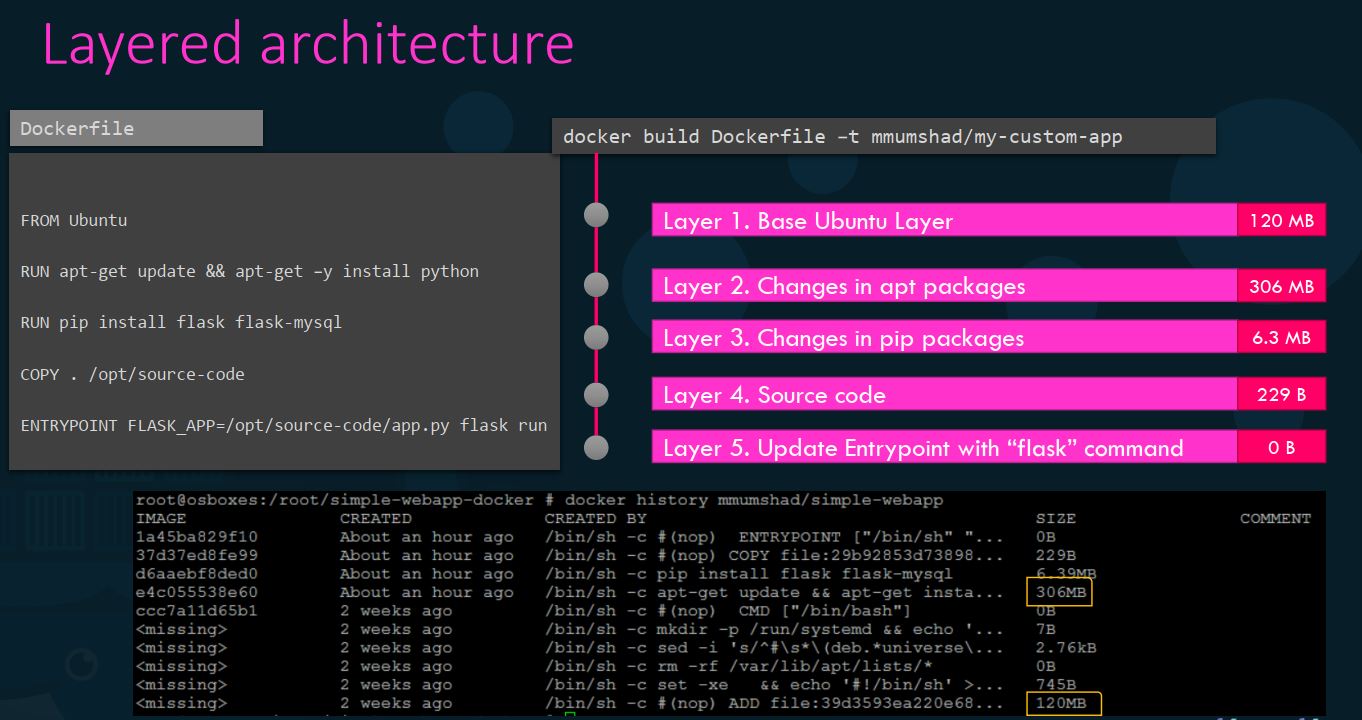 Layered architecture
Dockerfile
docker build Dockerfile –t mmumshad/my-custom-app
FROM Ubuntu
RUN apt-get update && apt-get –y install python
RUN pip install flask flask-mysql
COPY . /opt/source-code
ENTRYPOINT FLASK_APP=/opt/source-code/app.py flask run
Layer 1. Base Ubuntu Layer 120 MB
Layer 2. Changes in apt packages 306 MB
Layer 3. Changes in pip packages 6.3 MB
Layer 4. Source code 229 B
Layer 5. Update Entrypoint with “flask” command 0 B
root@osboxes:/root/simple-webapp-docker # docker history mmumshad/simple-webapp
IMAGE CREATED CREATED BY SIZE COMMENT
1a45ba829f10 About an hour ago /bin/sh -c #(nop) ENTRYPOINT ["/bin/sh" "... 0B
37d37ed8fe99 About an hour ago /bin/sh -c #(nop) COPY file:29b92853d73898... 229B
d6aaebf8ded0 About an hour ago /bin/sh -c pip install flask flask-mysql 6.39MB
e4c055538e60 About an hour ago /bin/sh -c apt-get update && apt-get insta... 306MB
ccc7a11d65b1 2 weeks ago /bin/sh -c #(nop) CMD ["/bin/bash"] 0B
<missing> 2 weeks ago /bin/sh -c mkdir -p /run/systemd && echo '... 7B
<missing> 2 weeks ago /bin/sh -c sed -i 's/^#\s*\(deb.*universe\... 2.76kB
<missing> 2 weeks ago /bin/sh -c rm -rf /var/lib/apt/lists/* 0B
<missing> 2 weeks ago /bin/sh -c set -xe && echo '#!/bin/sh' >... 745B
<missing> 2 weeks ago /bin/sh -c #(nop) ADD file:39d3593ea220e68... 120MB